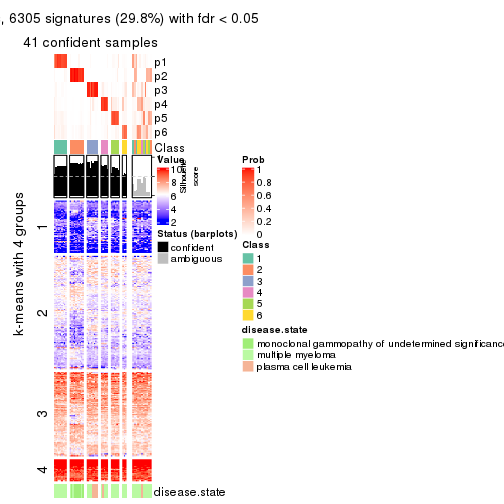 , 6305 signatures (29.8%) with fdr < 0.05
41 confident samples
p1
p2
p3
p4
p5
p6
Class
Silhouette
score
k-means with 4 groups
1
2
3
4
disease.state
Value
10
8
6
4
2
Status (barplots)
confident
ambiguous
Prob
1
0.8
0.6
0.4
0.2
0
Class
1
2
3
4
5
6
disease.state
monoclonal gammopathy of undetermined significance
multiple myeloma
plasma cell leukemia